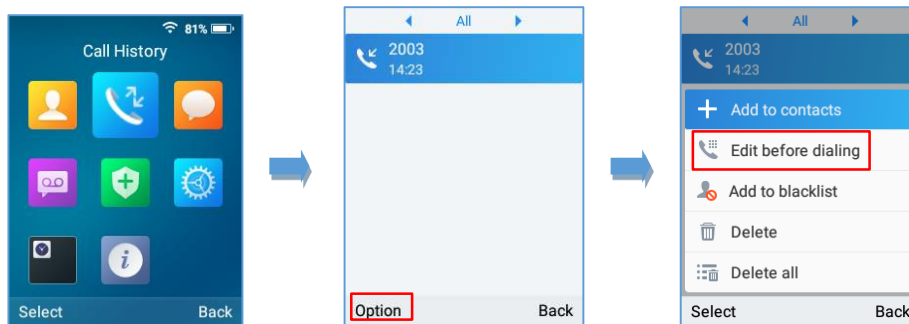 81%
Call History
Select Back
All
2003
14:23
Option Back
All
2003
14:23
Add to contacts
Edit before dialing
Add to blacklist
Delete
Delete all
Select Back